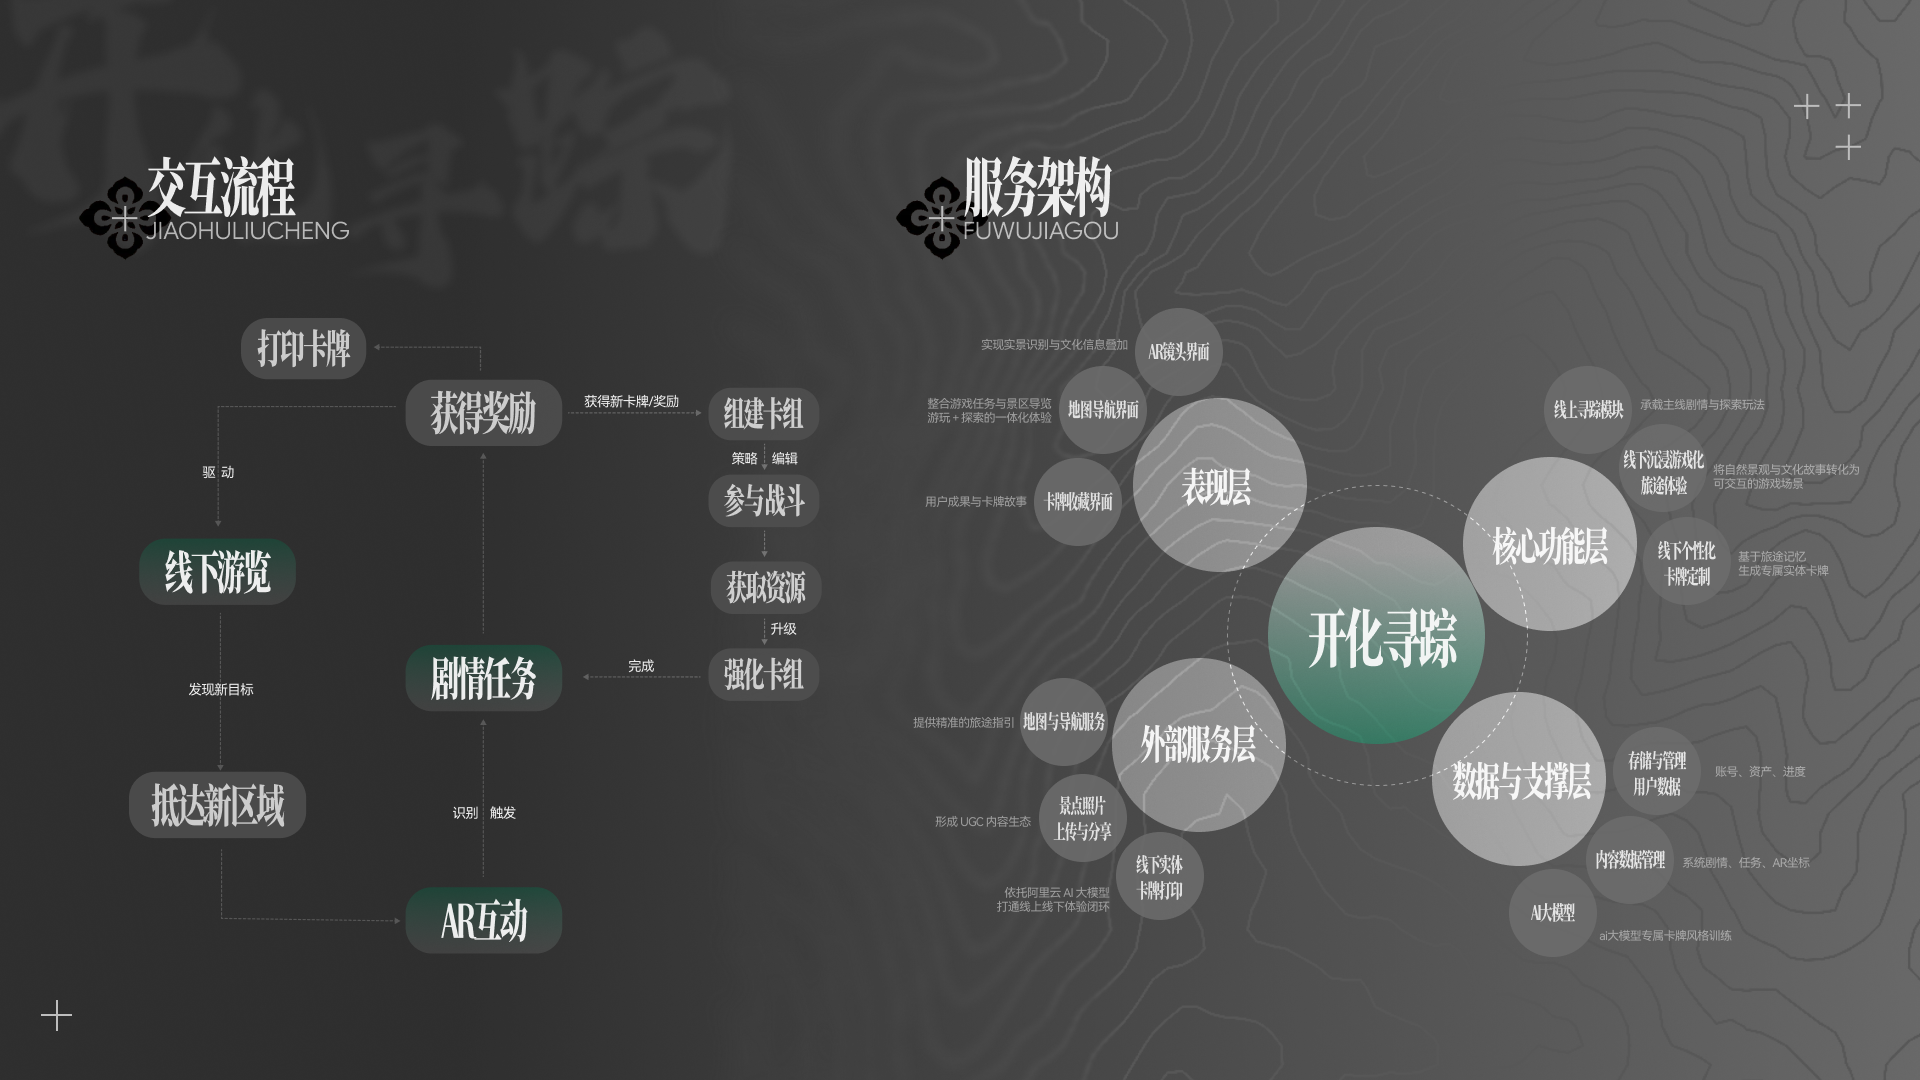 开化寻踪
交互流程
JIAOHULIUCHENG
打印卡牌
获得奖励
获得新卡牌/奖励
组建卡组
策略 编辑
参与战斗
获取资源
升级
强化卡组
完成
剧情任务
驱 动
线下游览
发现新目标
抵达新区域
识别 触发
AR互动
服务架构
FUWUJIAGOU
开化寻踪
表现层
AR镜头界面
实现实景识别与文化信息叠加
地图导航界面
整合游戏任务与景区导览
游玩 + 探索的一体化体验
卡牌收藏界面
用户成果与卡牌故事
核心功能层
线上寻踪模块
承载主线剧情与探索玩法
线下沉浸游戏化
旅途体验
将自然景观与文化故事转化为
可交互的游戏场景
线下个性化
卡牌定制
基于旅途记忆
生成专属实体卡牌
外部服务层
地图与导航服务
提供精准的旅途指引
景点照片
上传与分享
形成 UGC 内容生态
线下实体
卡牌打印
依托阿里云 AI 大模型
打通线上线下体验闭环
数据与支撑层
存储与管理
用户数据
账号、资产、进度
内容数据管理
系统剧情、任务、AR坐标
AI大模型
ai大模型专属卡牌风格训练